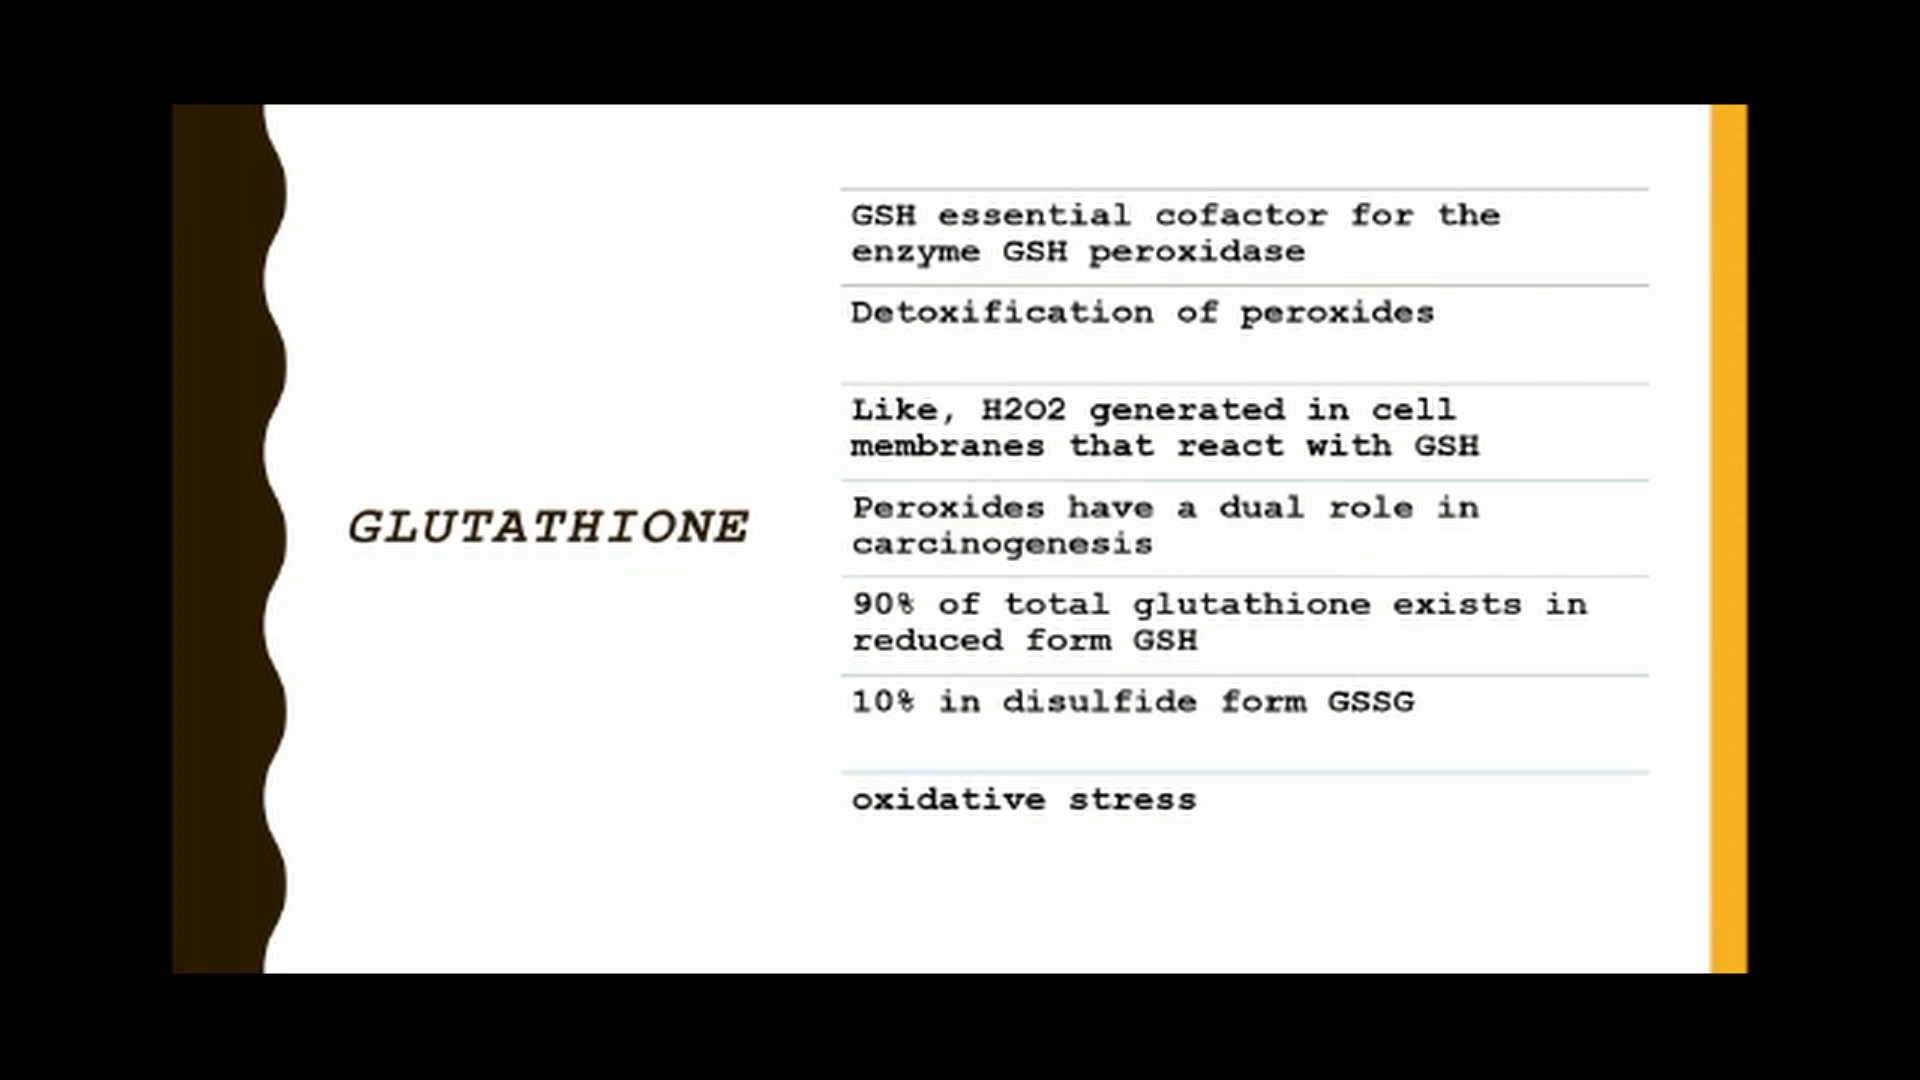 GLUTATHIONE
GSH essential cofactor for the
enzyme GSH peroxidase
Detoxification of peroxides
Like, H2O2 generated in cell
membranes that react with GSH
Peroxides have a dual role in
carcinogenesis
90% of total glutathione exists in
reduced form GSH
10% in disulfide form GSSG
oxidative stress